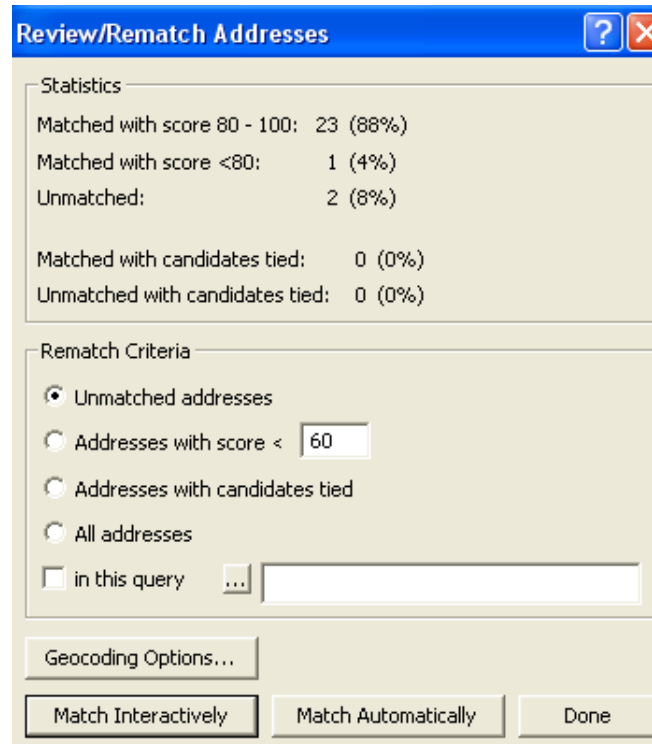 Review/Rematch Addresses
?
Statistics
Matched with score 80 - 100: 23 (88%)
Matched with score <80: 1 (4%)
Unmatched: 2 (8%)
Matched with candidates tied: 0 (0%)
Unmatched with candidates tied: 0 (0%)
Rematch Criteria
Unmatched addresses
Addresses with score < 60
Addresses with candidates tied
All addresses
in this query ...
Geocoding Options...
Match Interactively Match Automatically Done